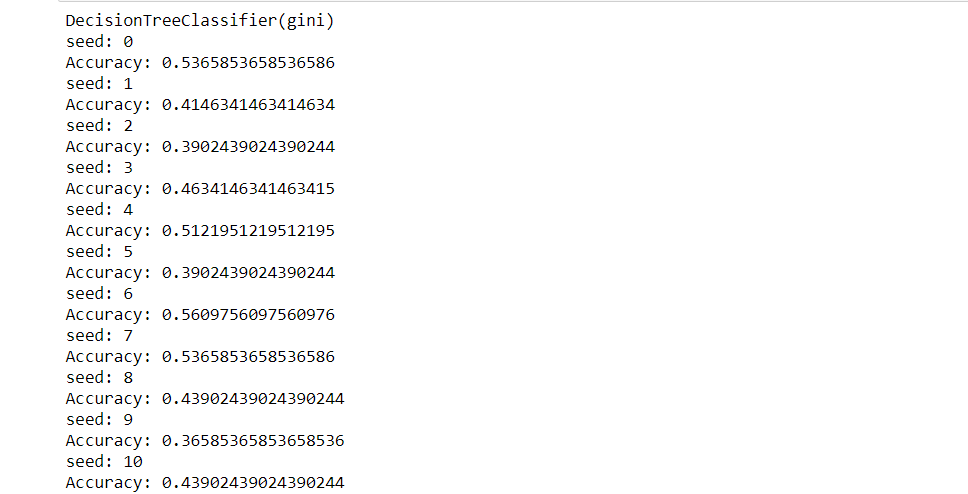 DecisionTreeClassifier(gini)
seed: 0
Accuracy: 0.5365853658536586
seed: 1
Accuracy: 0.4146341463414634
seed: 2
Accuracy: 0.3902439024390244
seed: 3
Accuracy: 0.4634146341463415
seed: 4
Accuracy: 0.5121951219512195
seed: 5
Accuracy: 0.3902439024390244
seed: 6
Accuracy: 0.5609756097560976
seed: 7
Accuracy: 0.5365853658536586
seed: 8
Accuracy: 0.43902439024390244
seed: 9
Accuracy: 0.36585365853658536
seed: 10
Accuracy: 0.43902439024390244